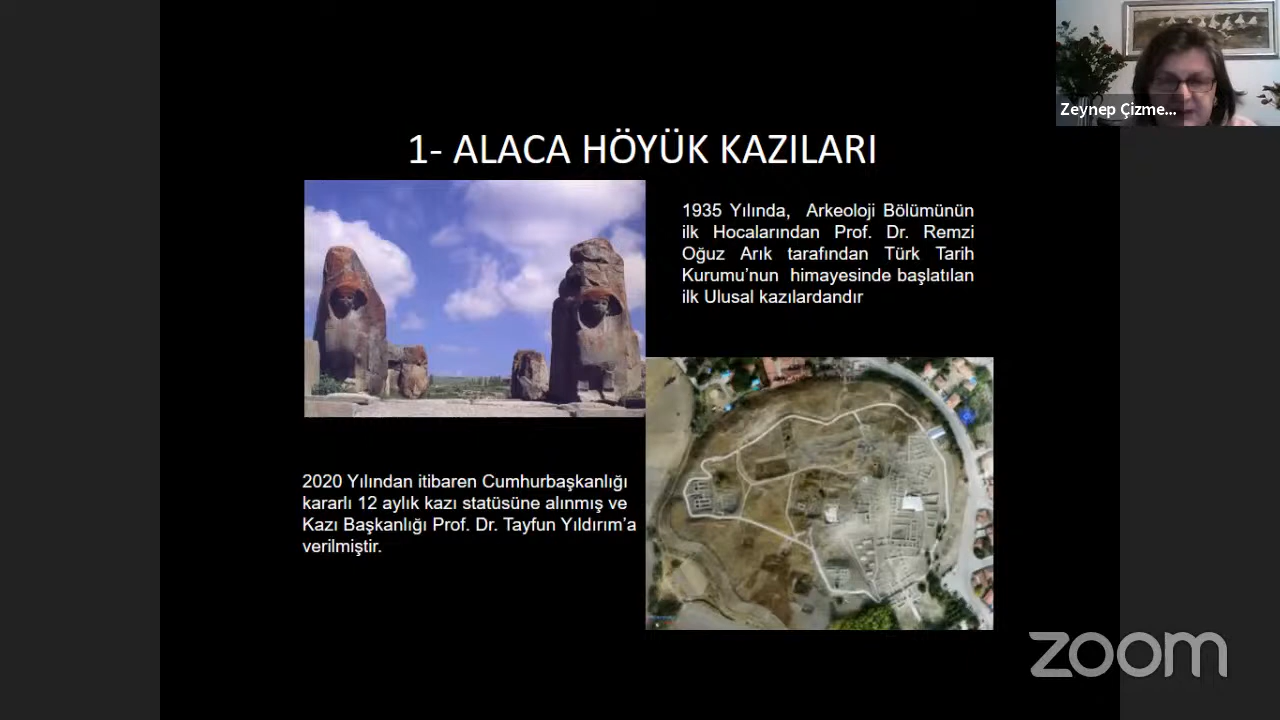 Zeynep Çizme...
1- ALACA HÖYÜK KAZILARI
1935 Yılında, Arkeoloji Bölümünün
ilk Hocalarından Prof. Dr. Remzi
Oğuz Arık tarafından Türk Tarih
Kurumu’nun himayesinde başlatılan
ilk Ulusal kazılardandır
2020 Yılından itibaren Cumhurbaşkanlığı
kararlı 12 aylık kazı statüsüne alınmış ve
Kazı Başkanlığı Prof. Dr. Tayfun Yıldırım’a
verilmiştir.
zoom